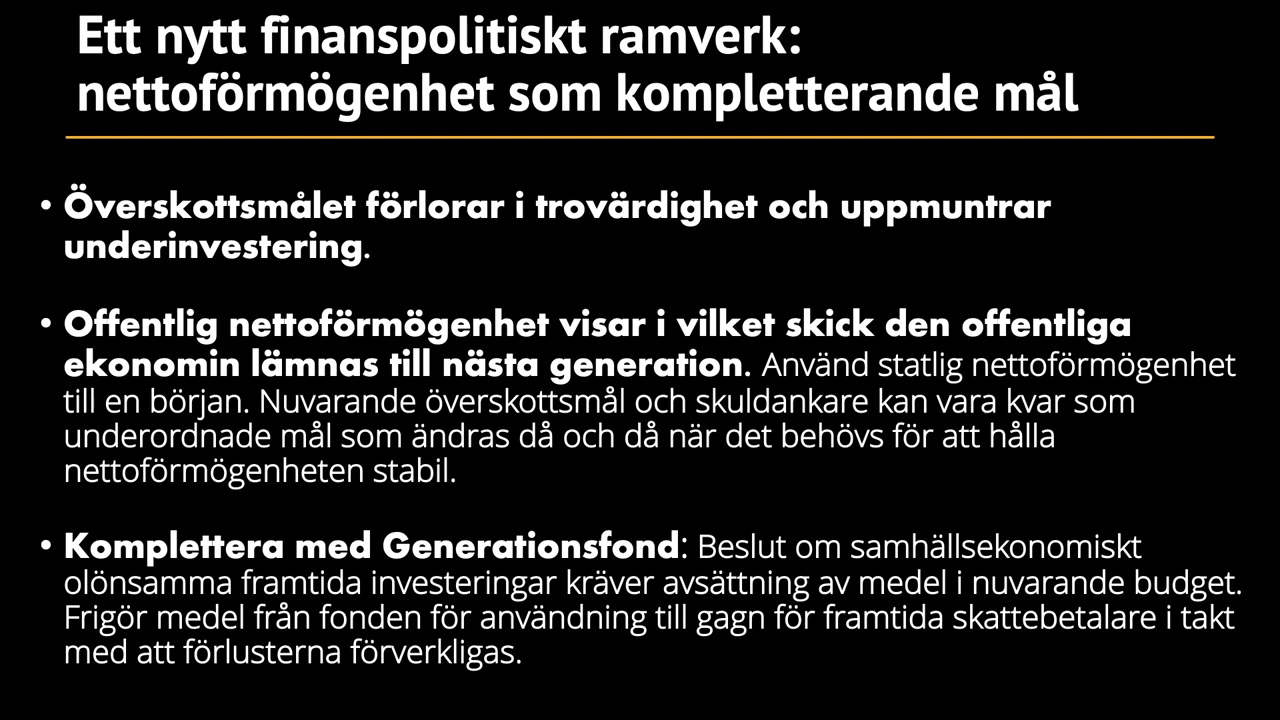 Ett nytt finanspolitiskt ramverk:
nettoförmögenhet som kompletterande mål
• Överskottsmålet förlorar i trovärdighet och uppmuntrar
underinvestering.
• Offentlig nettoförmögenhet visar i vilket skick den offentliga
ekonomin lämnas till nästa generation. Använd statlig nettoförmögenhet
till en början. Nuvarande överskottsmål och skuldankare kan vara kvar som
underordnade mål som ändras då och då när det behövs för att hålla
nettoförmögenheten stabil.
• Komplettera med Generationsfond: Beslut om samhällsekonomiskt
olönsamma framtida investeringar kräver avsättning av medel i nuvarande budget.
Frigör medel från fonden för användning till gagn för framtida skattebetalare i takt
med att förlusterna förverkligas.